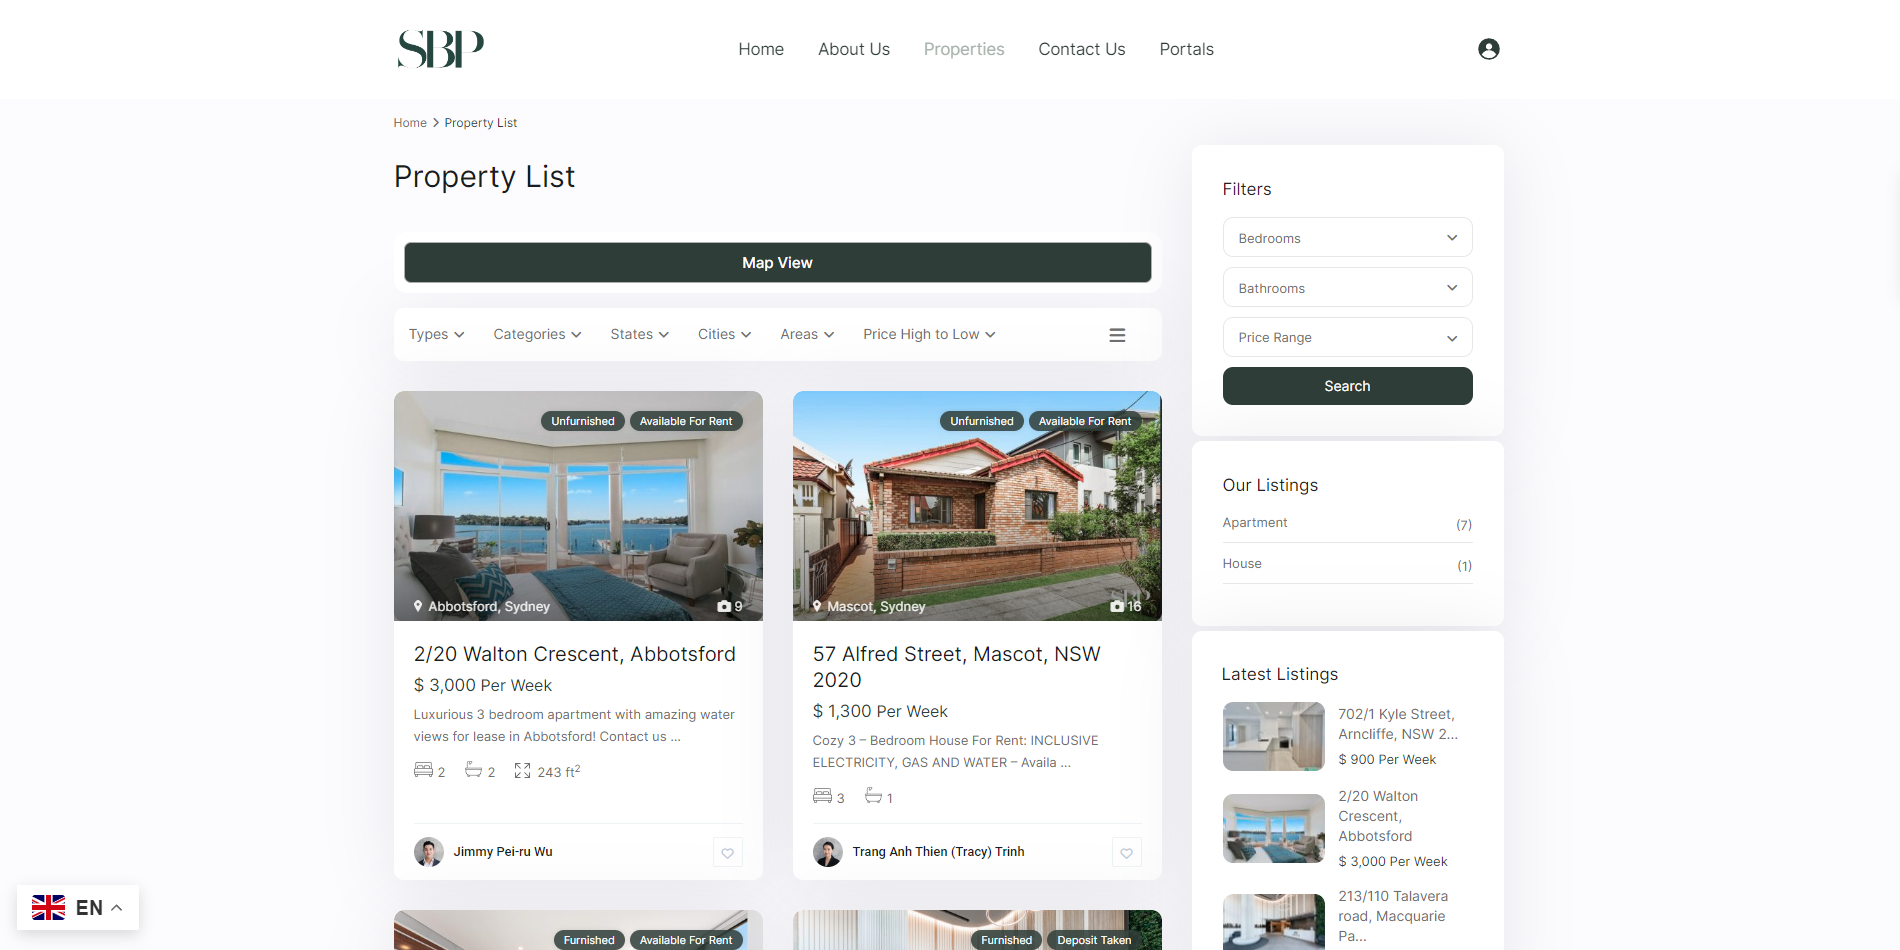 SBP
Home
About Us
Properties
Contact Us
Portals
Home
Property List
Property List
Map View
Types
Categories
States
Cities
Areas
Price High to Low
Unfurnished
Available For Rent
Abbotsford, Sydney
9
2/20 Walton Crescent, Abbotsford
$ 3,000 Per Week
Luxurious 3 bedroom apartment with amazing water
views for lease in Abbotsford! Contact us ...
2
2
243 ft2
Jimmy Pei-ru Wu
Unfurnished
Available For Rent
Mascot, Sydney
16
57 Alfred Street, Mascot, NSW
2020
$ 1,300 Per Week
Cozy 3 – Bedroom House For Rent: INCLUSIVE
ELECTRICITY, GAS AND WATER – Availa ...
3
1
Trang Anh Thien (Tracy) Trinh
Furnished
Available For Rent
Furnished
Deposit Taken
Filters
Bedrooms
Bathrooms
Price Range
Search
Our Listings
Apartment
(7)
House
(1)
Latest Listings
702/1 Kyle Street,
Arncliffe, NSW 2...
$ 900 Per Week
2/20 Walton
Crescent,
Abbotsford
$ 3,000 Per Week
213/110 Talavera
road, Macquarie
Pa...
EN